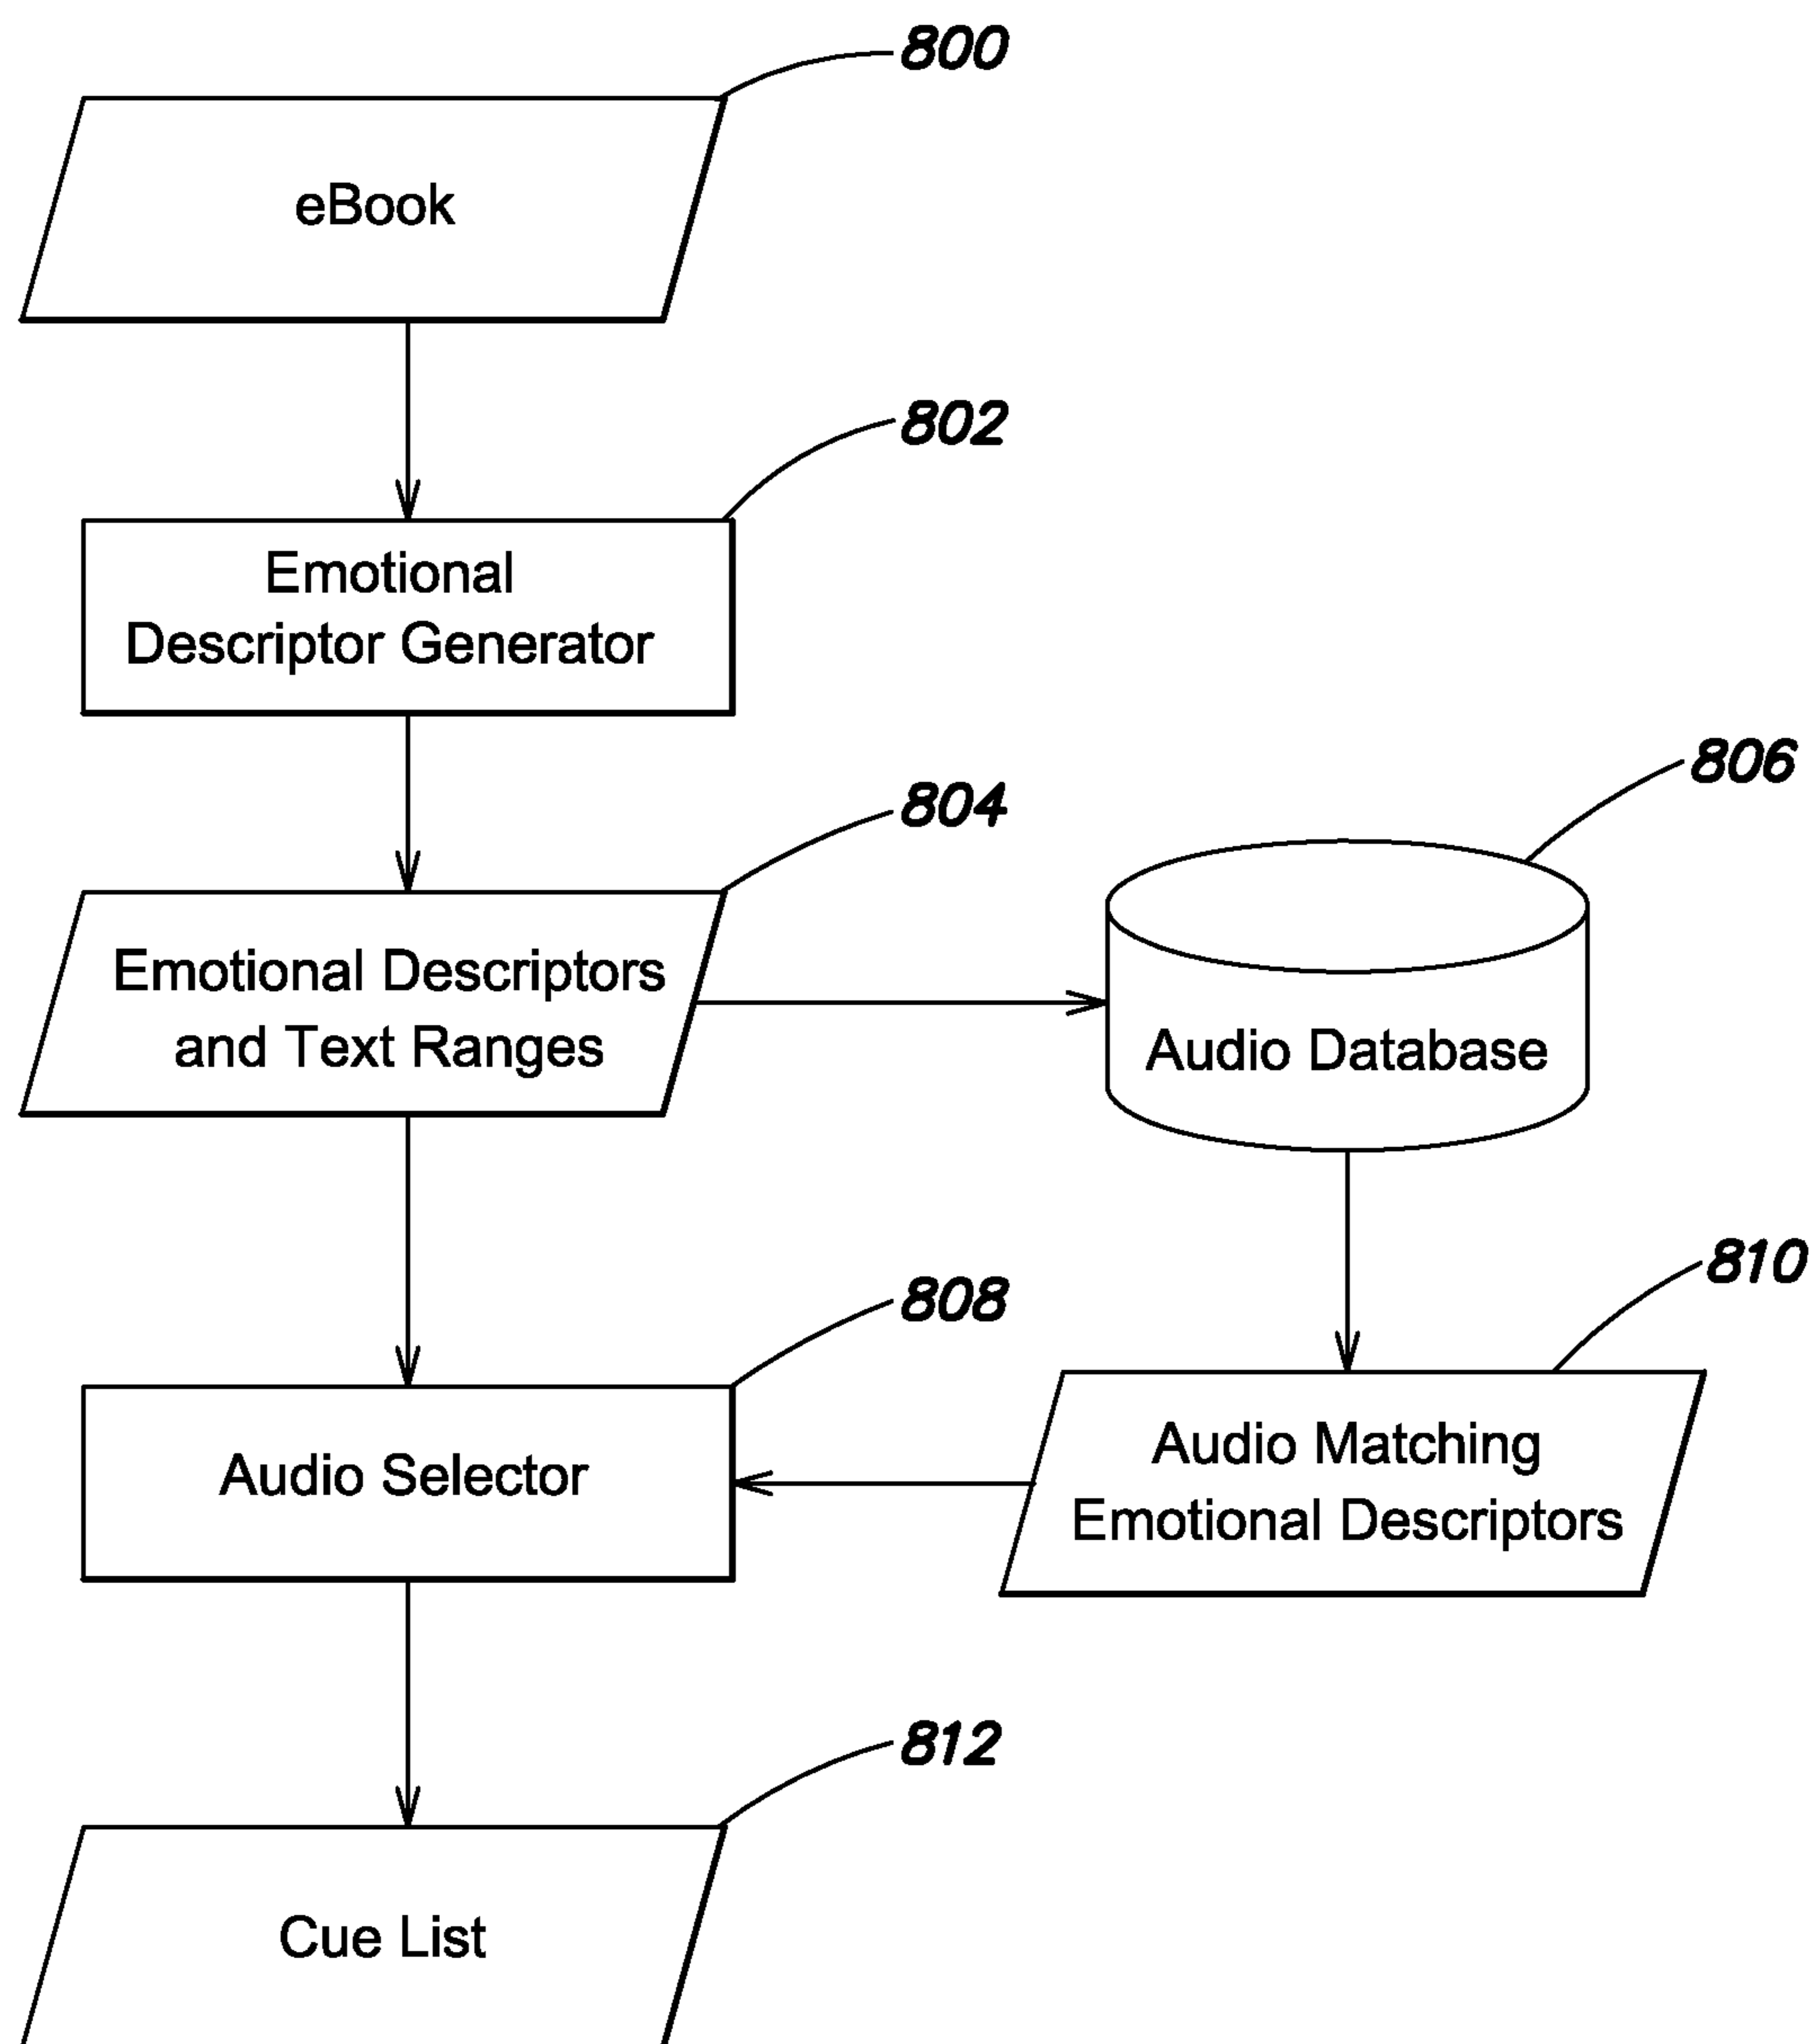 800
eBook
802
Emotional
Descriptor Generator
804
806
Emotional Descriptors
and Text Ranges
Audio Database
808
810
Audio Selector
Audio Matching
Emotional Descriptors
812
Cue List